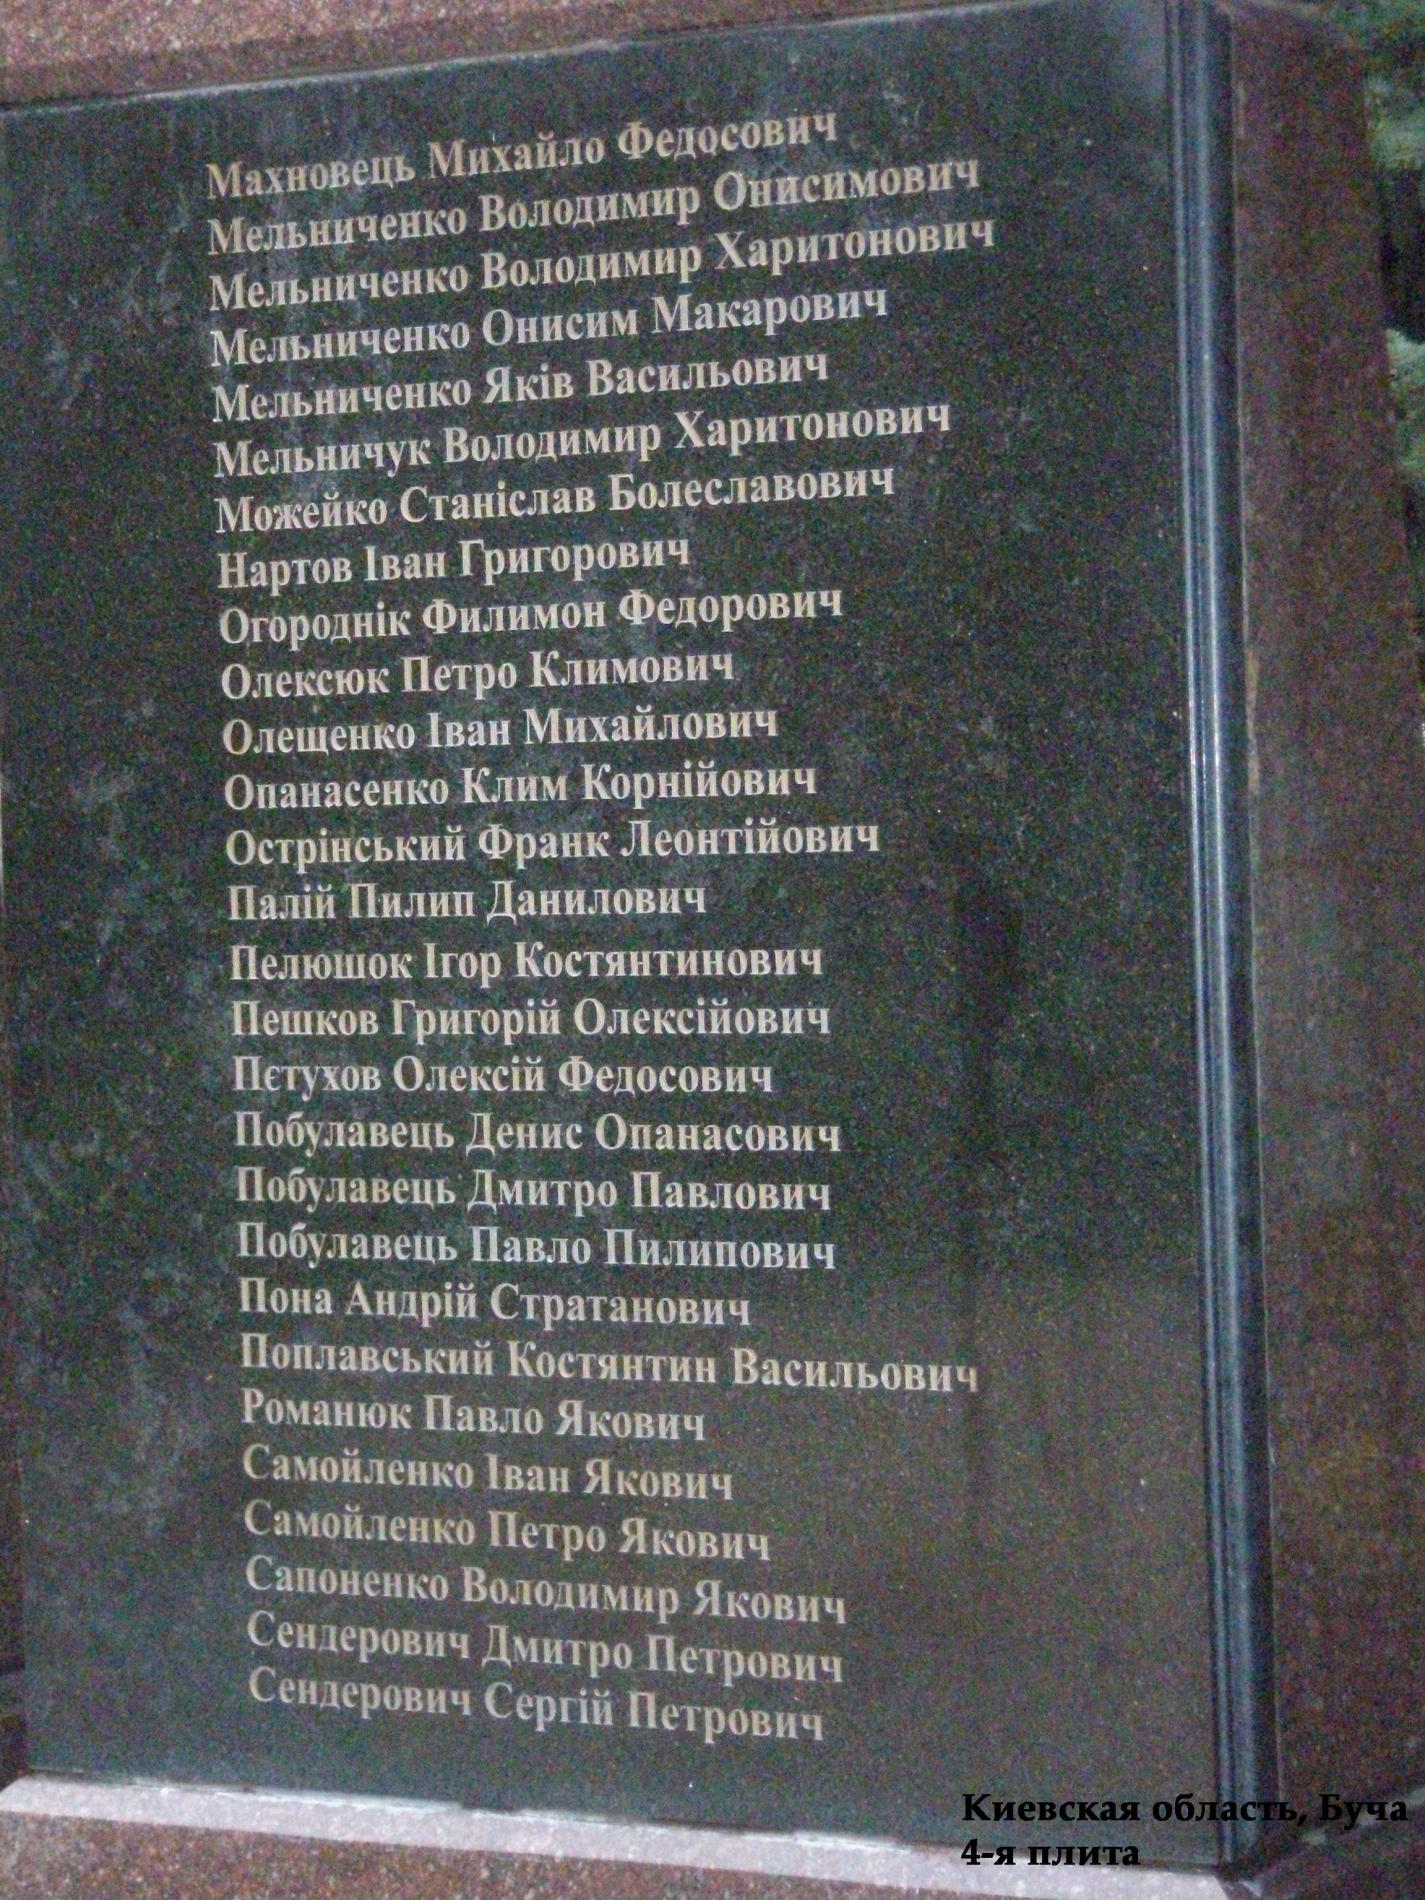 Махновець Михайло Федосович
Мельниченко Володимир Онисимович
Мельниченко Володимир Харитонович
Мельниченко Онисим Макарович
Мельниченко Яків Васильович
Мельничук Володимир Харитонович
Можейко Станіслав Болеславович
Нартов Іван Григорович
Огороднік Филимон Федорович
Олексюк Петро Климович
Олещенко Іван Михайлович
Опанасенко Клим Корнійович
Острінський Франк Леонтійович
Палій Пилип Данилович
Пелюшок Ігор Костянтинович
Пешков Григорій Олексійович
Пєтухов Олексій Федосович
Побулавець Денис Опанасович
Побулавець Дмитро Павлович
Побулавець Павло Пилипович
Пона Андрій Стратанович
Поплавський Костянтин Васильович
Романюк Павло Якович
Самойленко Іван Якович
Самойленко Петро Якович
Сапоненко Володимир Якович
Сендерович Дмитро Петрович
Сендерович Сергій Петрович
Киевская область, Буча
4-я плита